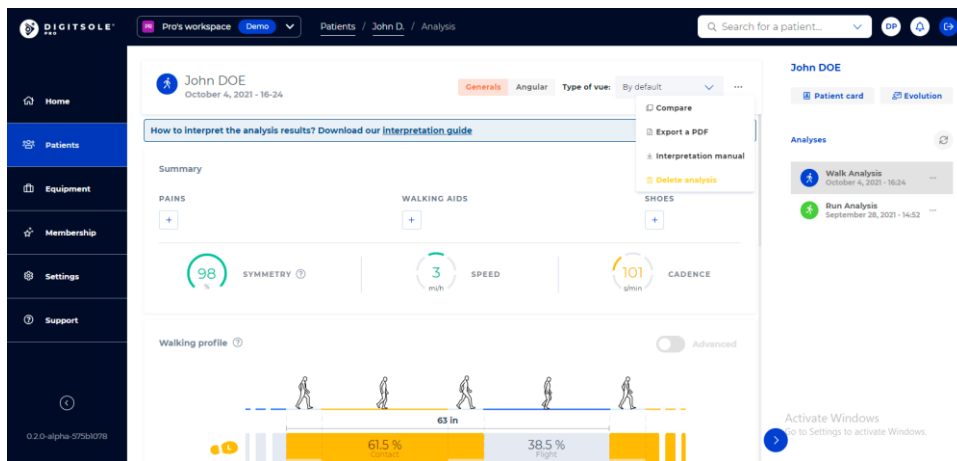 DIGITSOLE®
PRO
Pro's workspace Demo
Patients / John D. / Analysis
Search for a patient...
DP
Home
Patients
Equipment
Membership
Settings
Support
0.2.0-alpha-575b1078
John DOE
October 4, 2021 - 16-24
Generals Angular Type of vue: By default ...
Compare
Export a PDF
Interpretation manual
Delete analysis
How to interpret the analysis results? Download our interpretation guide
Summary
PAINS WALKING AIDS SHOES
+ + +
98 % SYMMETRY ?
3 mi/h SPEED
101 s/min CADENCE
Walking profile ? Advanced
63 in
61.5 % 38.5 %
Contact Flight
L
John DOE
Patient card Evolution
Analyses
Walk Analysis ...
October 4, 2021 - 16:24
Run Analysis ...
September 28, 2021 - 14:52
Activate Windows
Go to Settings to activate Windows.